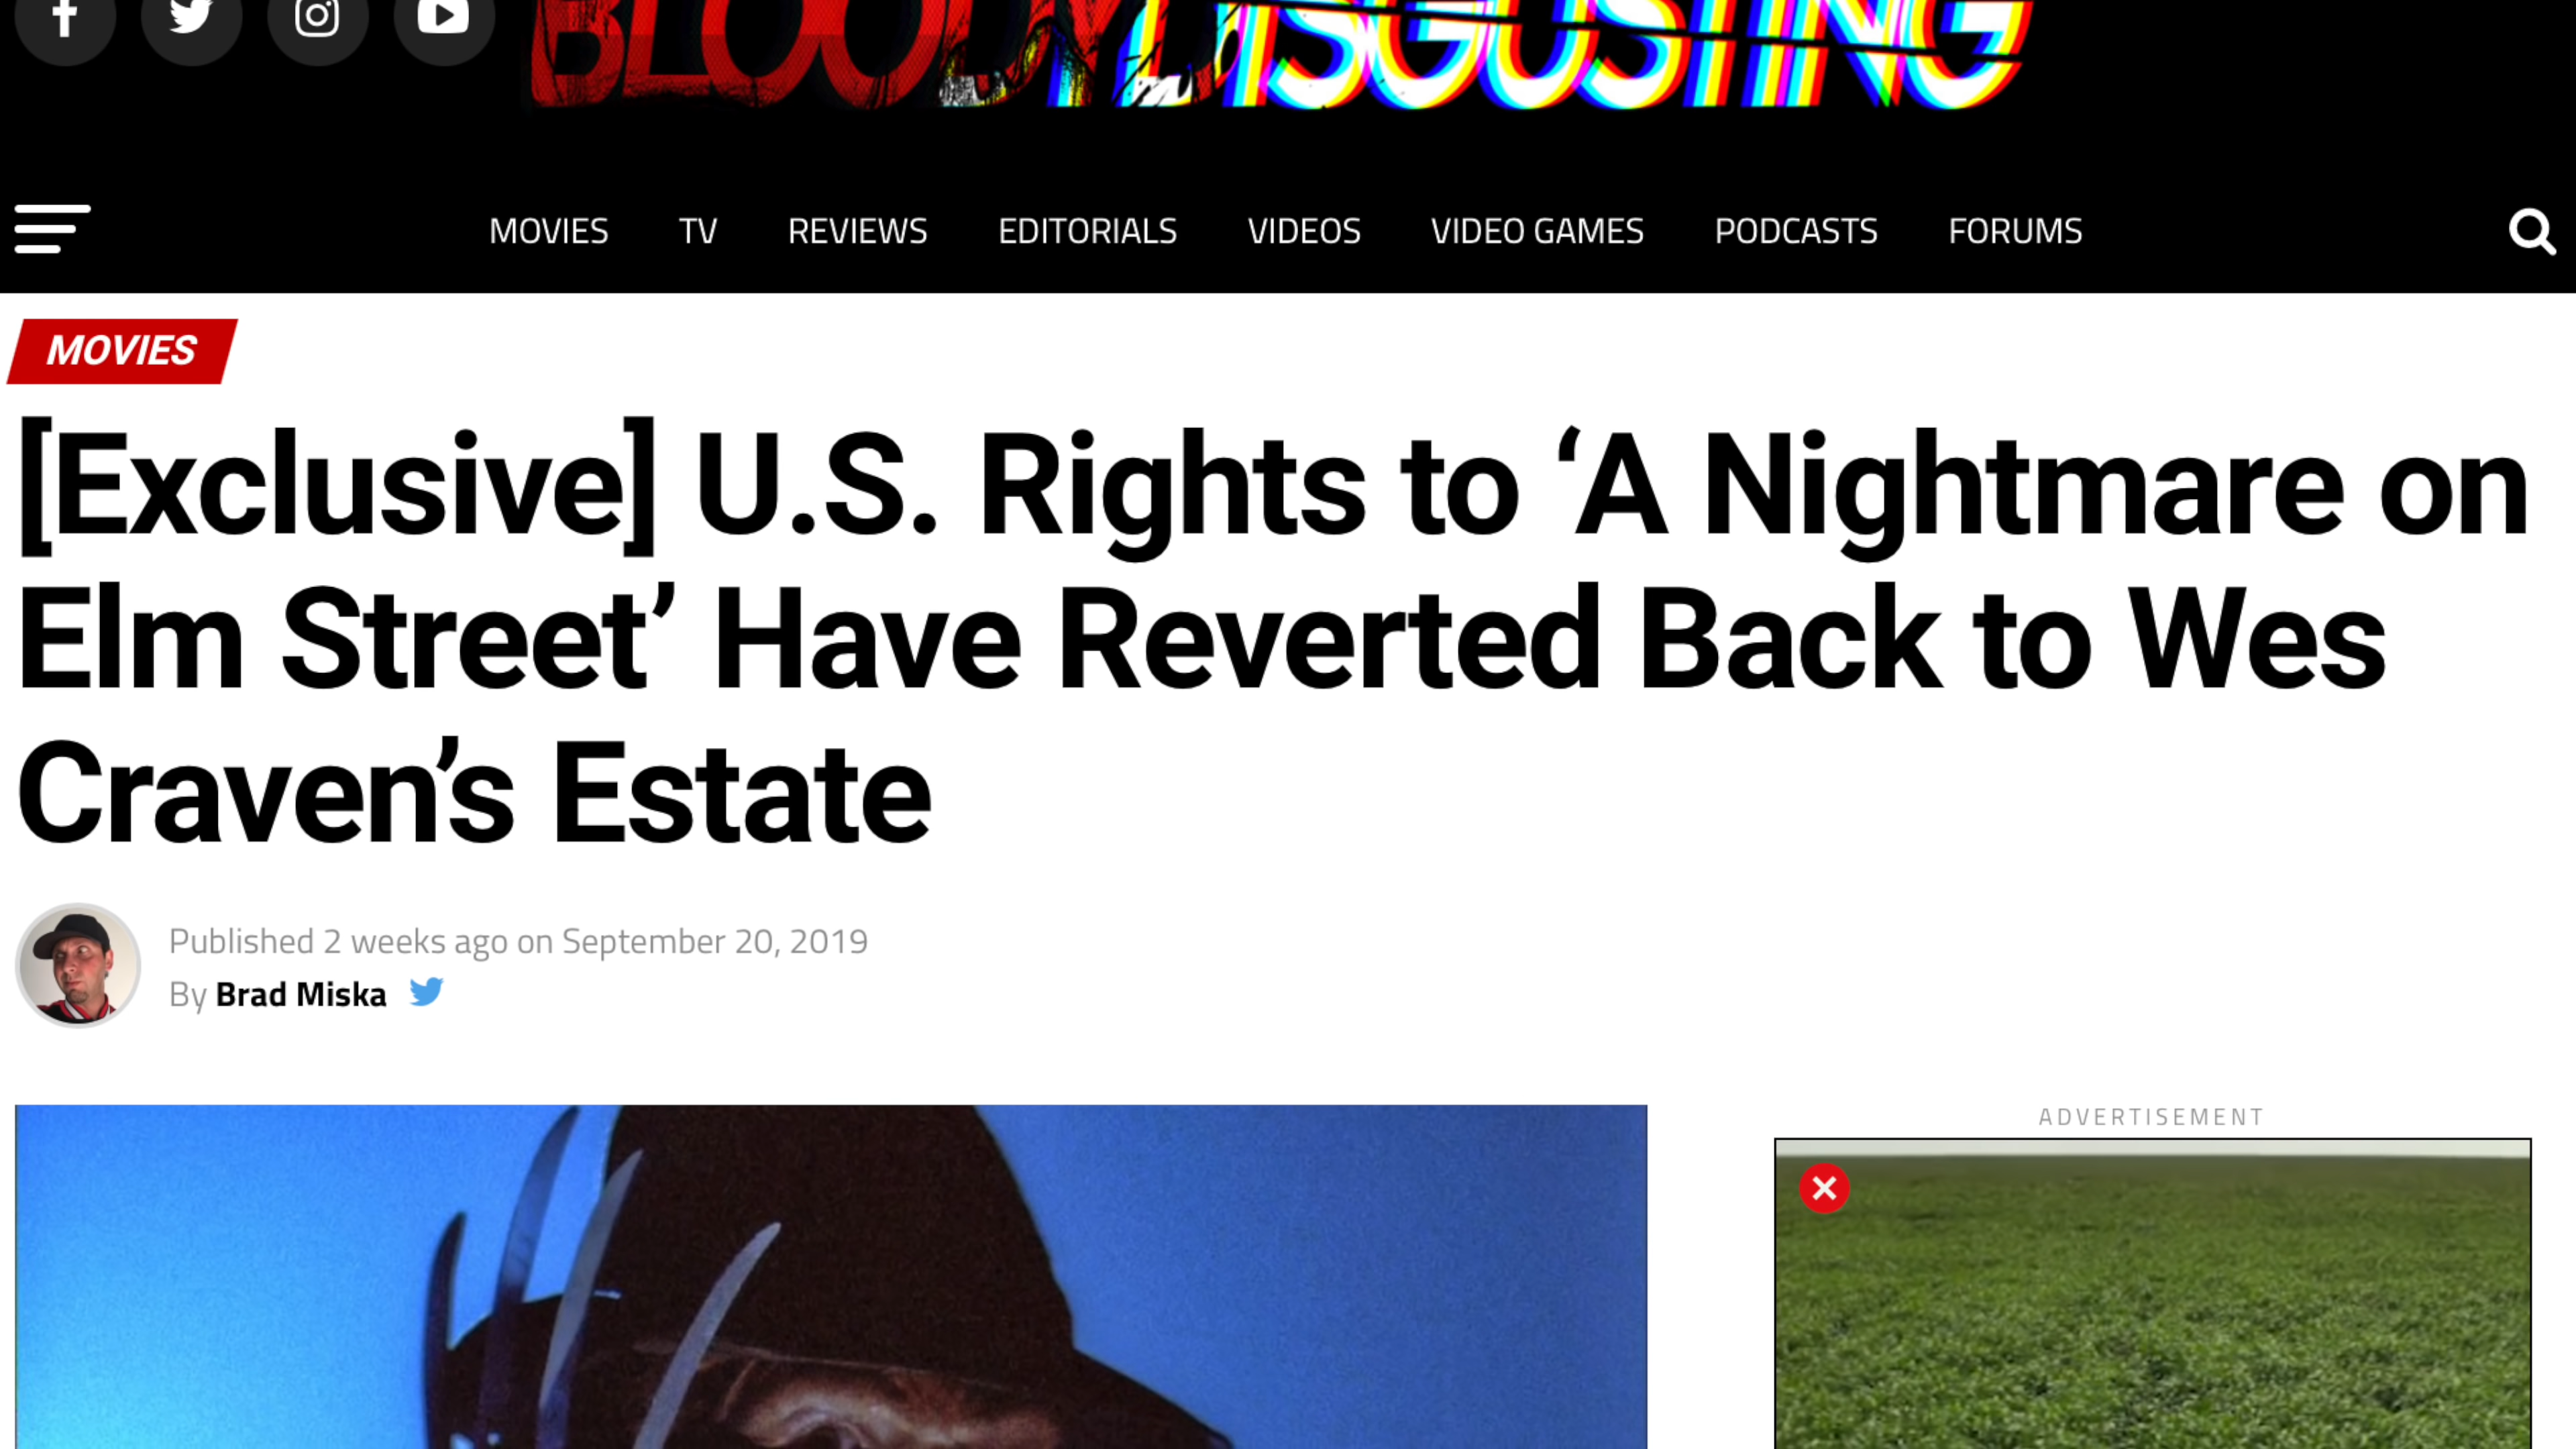 BLOODY DISGUSTING
MOVIES TV REVIEWS EDITORIALS VIDEOS VIDEO GAMES PODCASTS FORUMS
MOVIES
[Exclusive] U.S. Rights to ‘A Nightmare on
Elm Street’ Have Reverted Back to Wes
Craven’s Estate
Published 2 weeks ago on September 20, 2019
By Brad Miska
ADVERTISEMENT